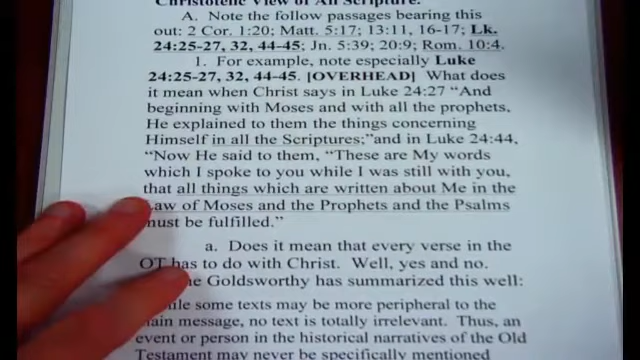 Christotelic View of All Scripture.
A. Note the follow passages bearing this
out: 2 Cor. 1:20; Matt. 5:17; 13:11, 16-17; Lk.
24:25-27, 32, 44-45; Jn. 5:39; 20:9; Rom. 10:4.
1. For example, note especially Luke
24:25-27, 32, 44-45. [OVERHEAD] What does
it mean when Christ says in Luke 24:27 “And
beginning with Moses and with all the prophets,
He explained to them the things concerning
Himself in all the Scriptures;”and in Luke 24:44,
“Now He said to them, “These are My words
which I spoke to you while I was still with you,
that all things which are written about Me in the
Law of Moses and the Prophets and the Psalms
must be fulfilled.”
a. Does it mean that every verse in the
OT has to do with Christ. Well, yes and no.
Goldsworthy has summarized this well:
some texts may be more peripheral to the
main message, no text is totally irrelevant. Thus, an
event or person in the historical narratives of the Old
Testament may never be specifically mentioned